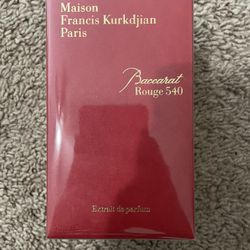 Maison
Francis Kurkdjian
Paris
Baccarat
Rouge 540
Extrait de parfum